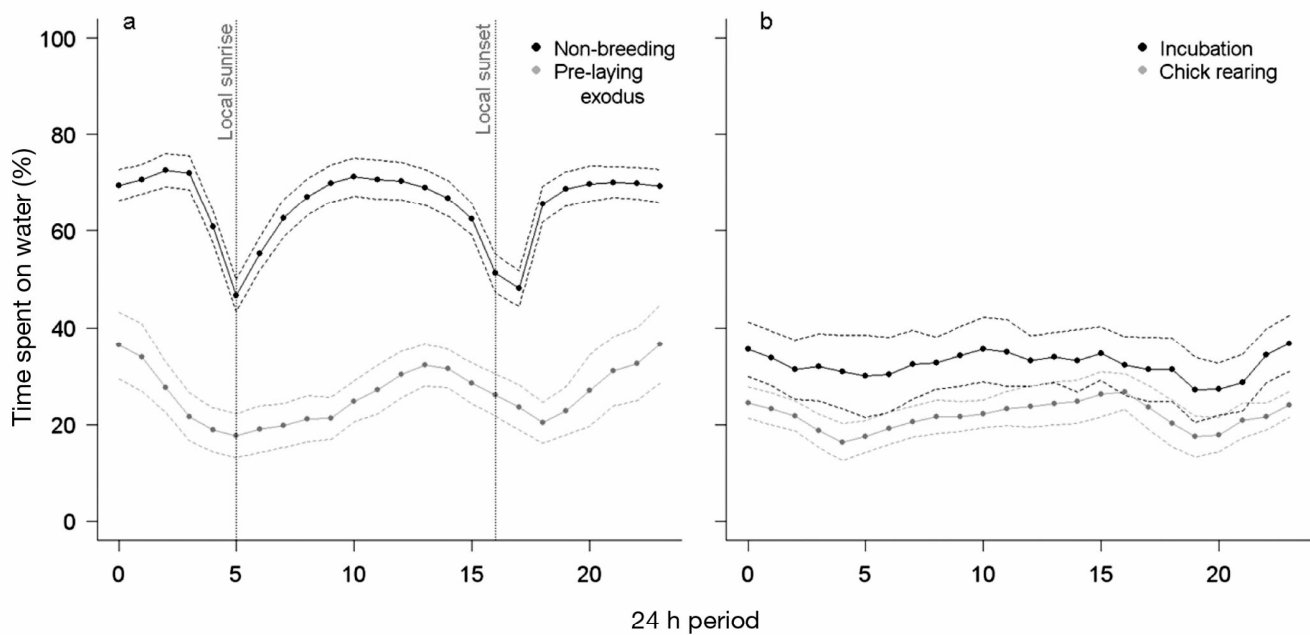 a
Non-breeding
Pre-laying
exodus
Local sunrise
Local sunset
b
Incubation
Chick rearing
Time spent on water (%)
100
80
60
40
20
0
0 5 10 15 20
0 5 10 15 20
24 h period